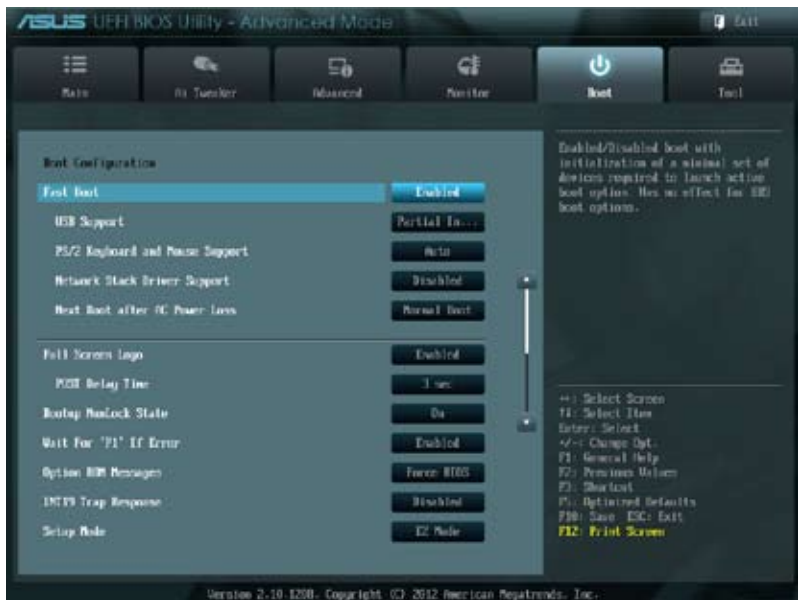 ASUS UEFI BIOS Utility - Advanced Mode
Exit
Main
Ai Tweaker
Advanced
Monitor
Boot
Tool
Boot Configuration
Fast Boot Enabled
USB Support Partial In...
PS/2 Keyboard and Mouse Support Auto
Network Stack Driver Support Disabled
Next Boot after AC Power Loss Normal Boot
Full Screen Logo Enabled
POST Delay Time 3 sec
Bootup NumLock State On
Wait For 'F1' If Error Enabled
Option ROM Messages Force BIOS
INT19 Trap Response Disabled
Setup Mode EZ Mode
Enabled/Disabled boot with
initialization of a minimal set of
devices required to launch active
boot option. Has no effect for BBS
boot options.
→←: Select Screen
↑↓: Select Item
Enter: Select
+/-: Change Opt.
F1: General Help
F2: Previous Values
F3: Shortcut
F5: Optimized Defaults
F10: Save ESC: Exit
F12: Print Screen
Version 2.10.1208. Copyright (C) 2012 American Megatrends, Inc.